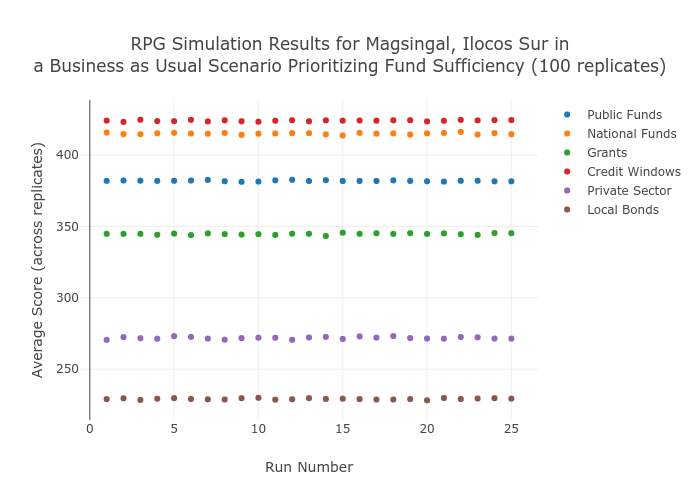 RPG Simulation Results for Magsingal, Ilocos Sur in
a Business as Usual Scenario Prioritizing Fund Sufficiency (100 replicates)
Public Funds
National Funds
Grants
Credit Windows
Private Sector
Local Bonds
Average Score (across replicates)
400
350
300
250
0
5
10
15
20
25
Run Number